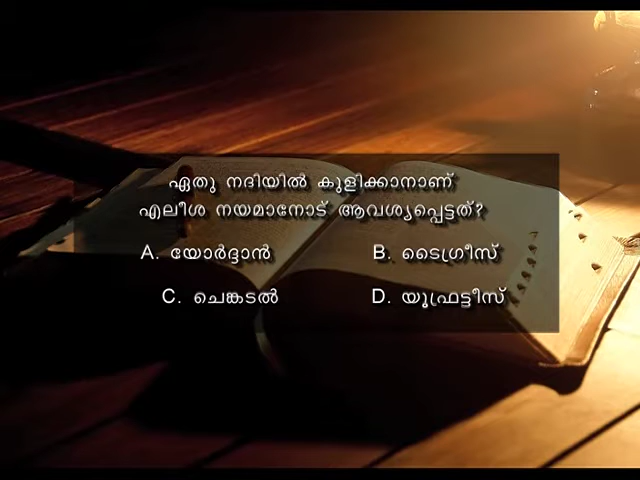 ഏതു നദിയിൽ കുളിക്കാനാണ്
എലീശ നയമാനോട് ആവശ്യപ്പെട്ടത്?
A. യോർദ്ദാൻ B. ടൈഗ്രീസ്
C. ചെങ്കടൽ D. യൂഫ്രട്ടീസ്